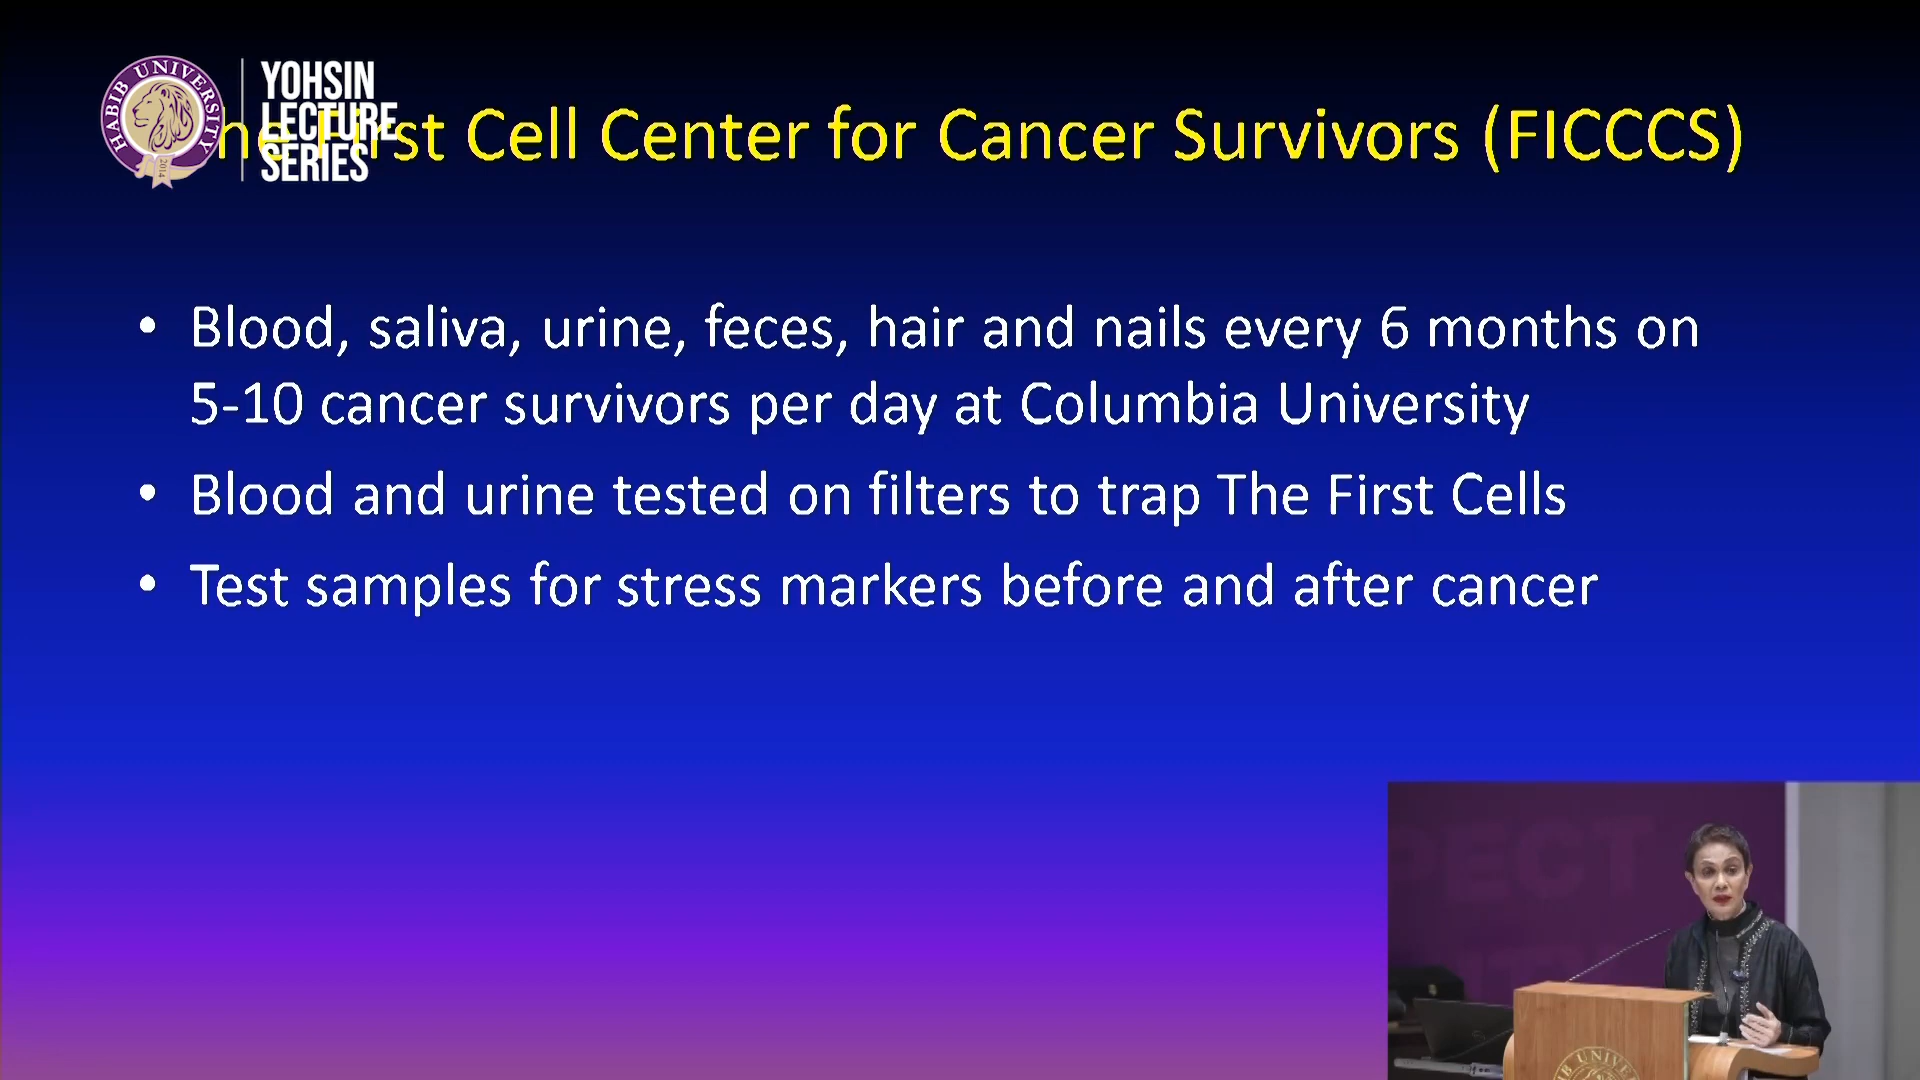 HABIB UNIVERSITY
2014
YOHSIN
LECTURE
SERIES
The First Cell Center for Cancer Survivors (FICCCS)
• Blood, saliva, urine, feces, hair and nails every 6 months on
5-10 cancer survivors per day at Columbia University
• Blood and urine tested on filters to trap The First Cells
• Test samples for stress markers before and after cancer
PECT